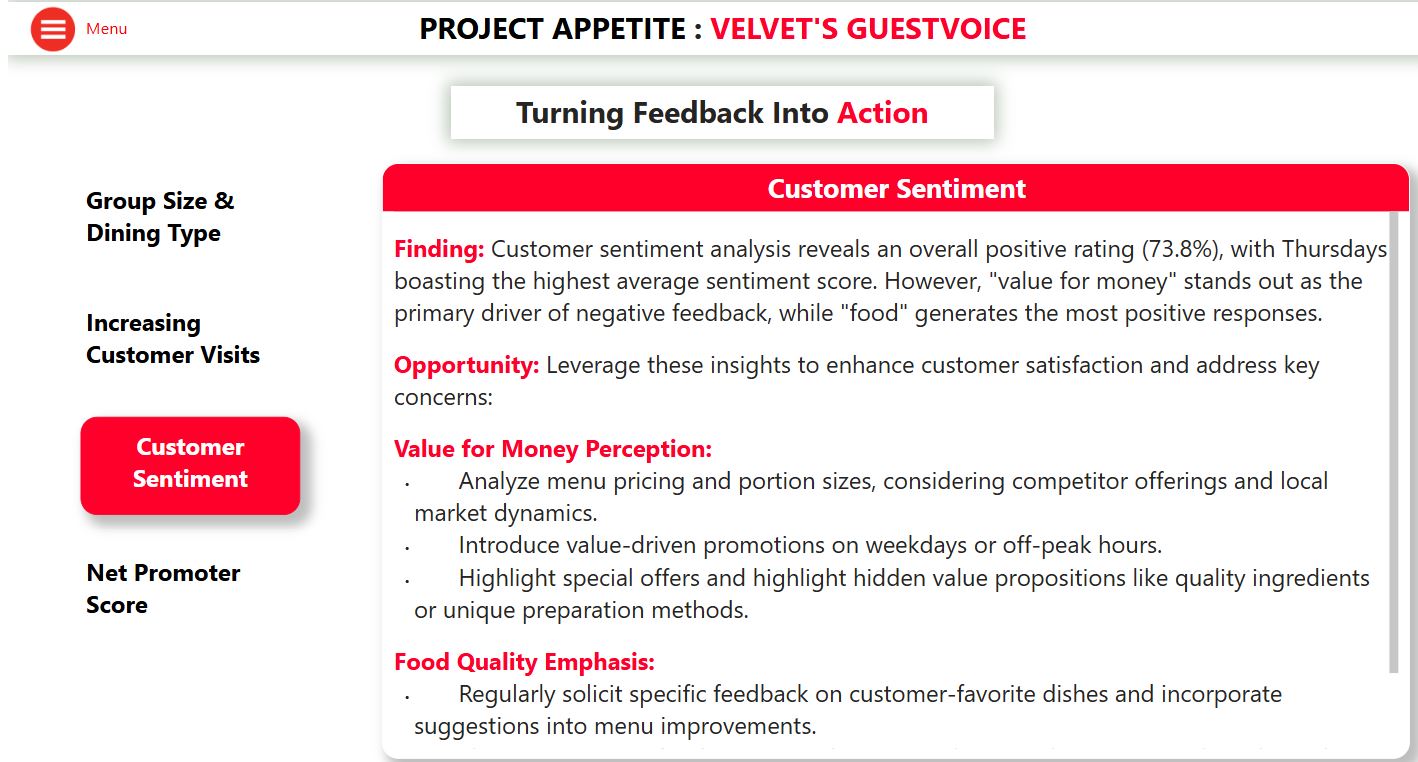 Menu
PROJECT APPETITE : VELVET'S GUESTVOICE
Turning Feedback Into Action
Group Size &
Dining Type
Increasing
Customer Visits
Customer
Sentiment
Net Promoter
Score
Customer Sentiment
Finding: Customer sentiment analysis reveals an overall positive rating (73.8%), with Thursdays
boasting the highest average sentiment score. However, "value for money" stands out as the
primary driver of negative feedback, while "food" generates the most positive responses.
Opportunity: Leverage these insights to enhance customer satisfaction and address key
concerns:
Value for Money Perception:
· Analyze menu pricing and portion sizes, considering competitor offerings and local
market dynamics.
· Introduce value-driven promotions on weekdays or off-peak hours.
· Highlight special offers and highlight hidden value propositions like quality ingredients
or unique preparation methods.
Food Quality Emphasis:
· Regularly solicit specific feedback on customer-favorite dishes and incorporate
suggestions into menu improvements.